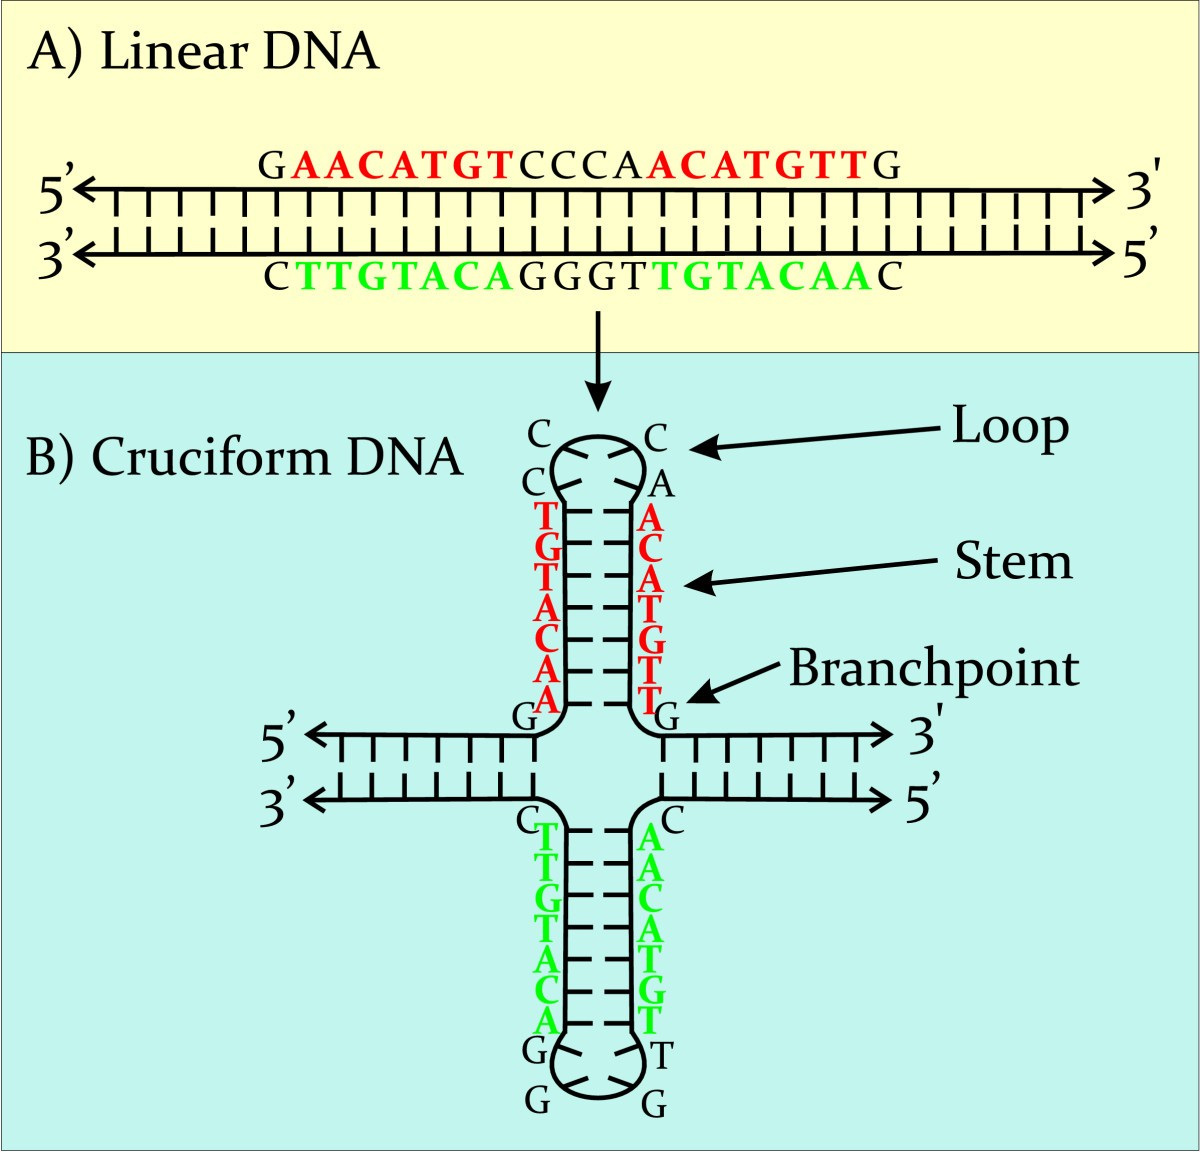 A) Linear DNA
GAACATGTCCCAACATGTTG
5’ 3'
3’ 5’
CTTGTACAGGGTTGTACAAC
B) Cruciform DNA
C C Loop
C A
T A
G C
T A Stem
A T
C G
A T Branchpoint
A T
G G
5’ 3'
3’ 5’
C C
T A
T A
G C
T A
A T
C G
A T
G T
G G